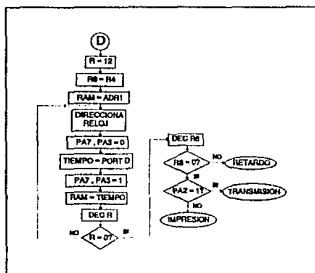 D
R = 12
R8 = R4
RAM = ADR1
DIRECCIONA
RELOJ
PA7 , PA3 = 0
TIEMPO = PORT D
PA7 , PA3 = 1
RAM = TIEMPO
DEC R
NO
R = 0?
SI
DEC R8
R8 = 0?
NO
RETARDO
SI
PA2 = 1?
SI
TRANSMISION
NO
IMPRESION